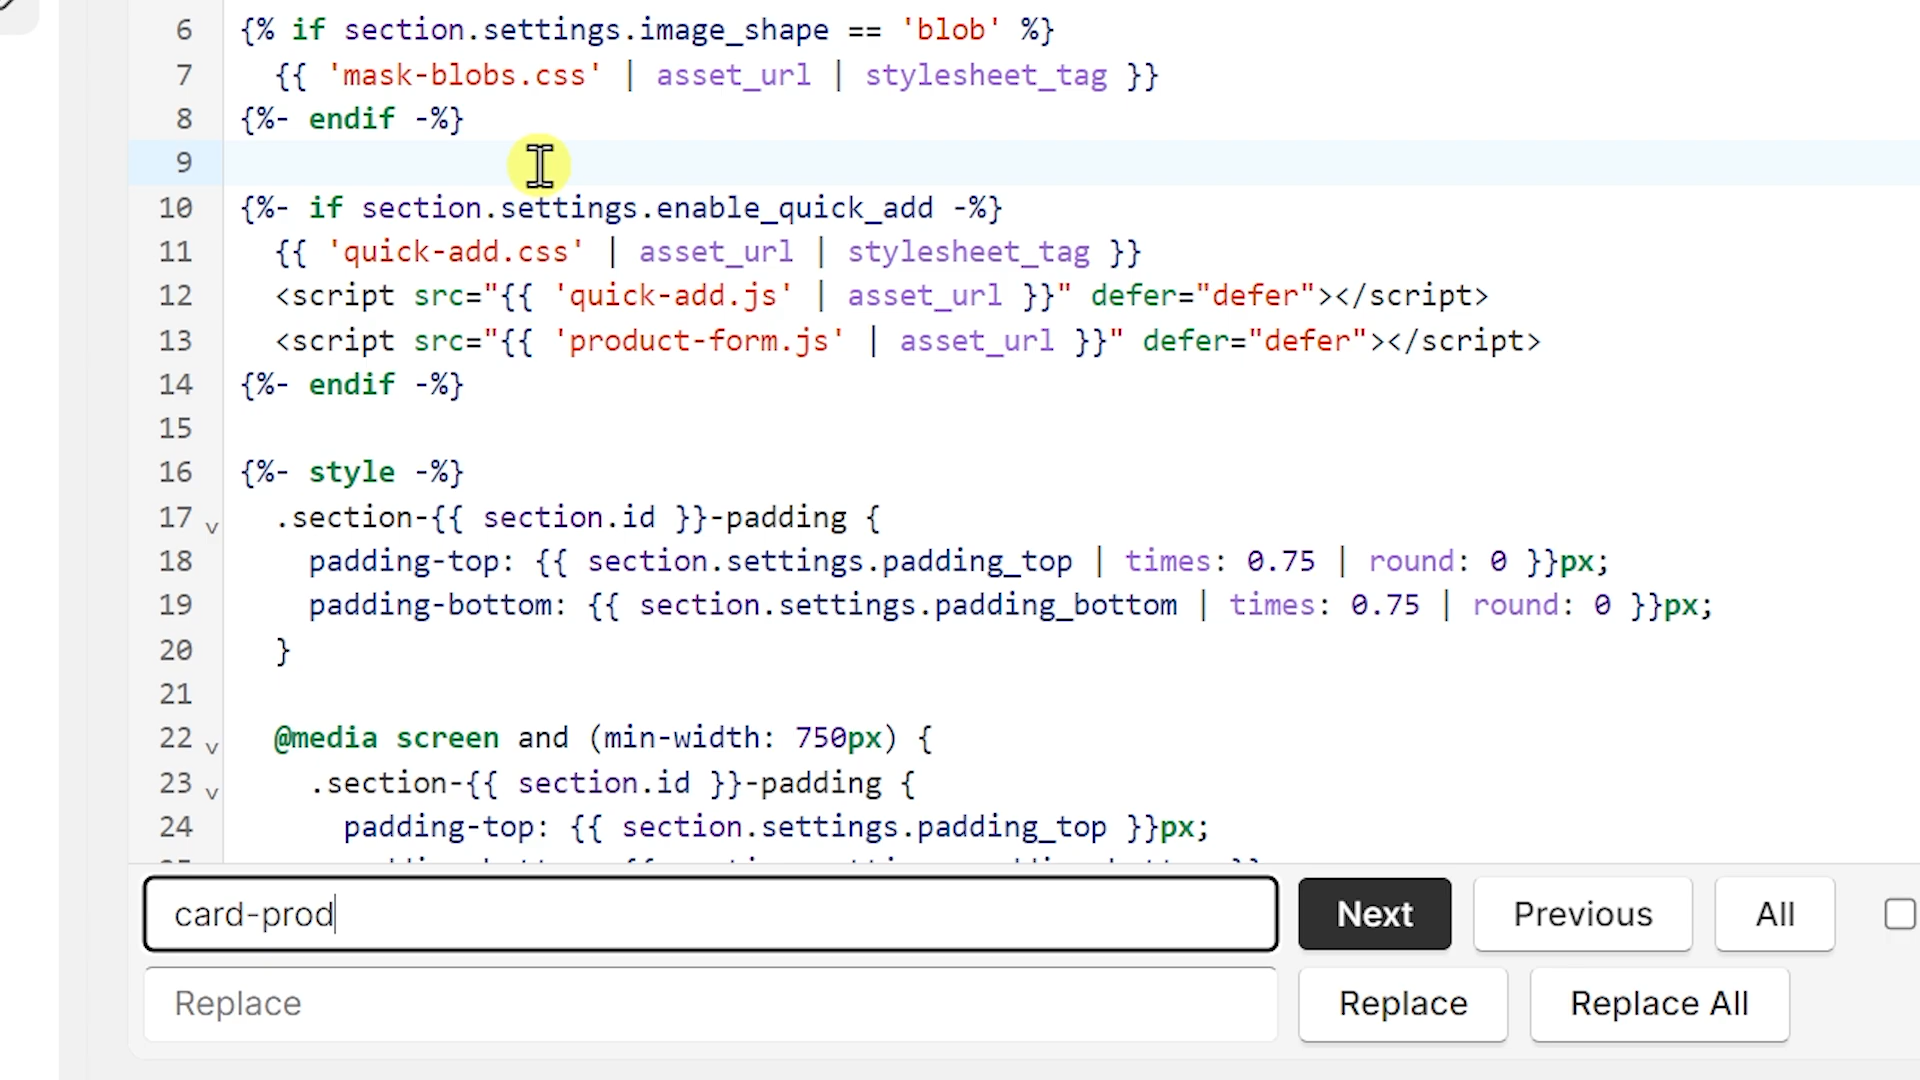 6 {% if section.settings.image_shape == 'blob' %}
7 {{ 'mask-blobs.css' | asset_url | stylesheet_tag }}
8 {%- endif -%}
9
10 {%- if section.settings.enable_quick_add -%}
11 {{ 'quick-add.css' | asset_url | stylesheet_tag }}
12 <script src="{{ 'quick-add.js' | asset_url }}" defer="defer"></script>
13 <script src="{{ 'product-form.js' | asset_url }}" defer="defer"></script>
14 {%- endif -%}
15
16 {%- style -%}
17 .section-{{ section.id }}-padding {
18 padding-top: {{ section.settings.padding_top | times: 0.75 | round: 0 }}px;
19 padding-bottom: {{ section.settings.padding_bottom | times: 0.75 | round: 0 }}px;
20 }
21
22 @media screen and (min-width: 750px) {
23 .section-{{ section.id }}-padding {
24 padding-top: {{ section.settings.padding_top }}px;
card-prod Next Previous All
Replace Replace Replace All